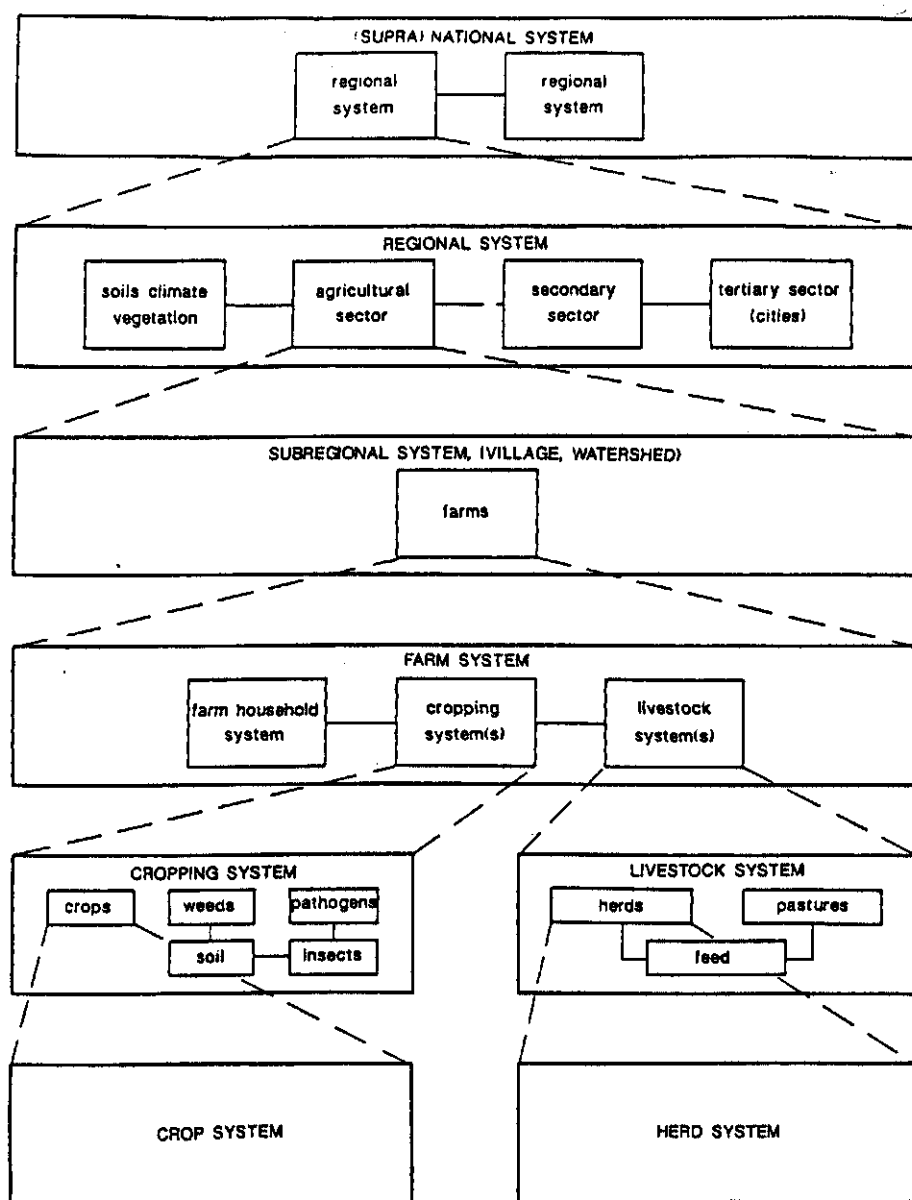 (SUPRA) NATIONAL SYSTEM
regional
system
regional
system
REGIONAL SYSTEM
soils climate
vegetation
agricultural
sector
secondary
sector
tertiary sector
(cities)
SUBREGIONAL SYSTEM, (VILLAGE, WATERSHED)
farms
FARM SYSTEM
farm household
system
cropping
system(s)
livestock
system(s)
CROPPING SYSTEM
crops
weeds
pathogens
soil
insects
LIVESTOCK SYSTEM
herds
pastures
feed
CROP SYSTEM
HERD SYSTEM